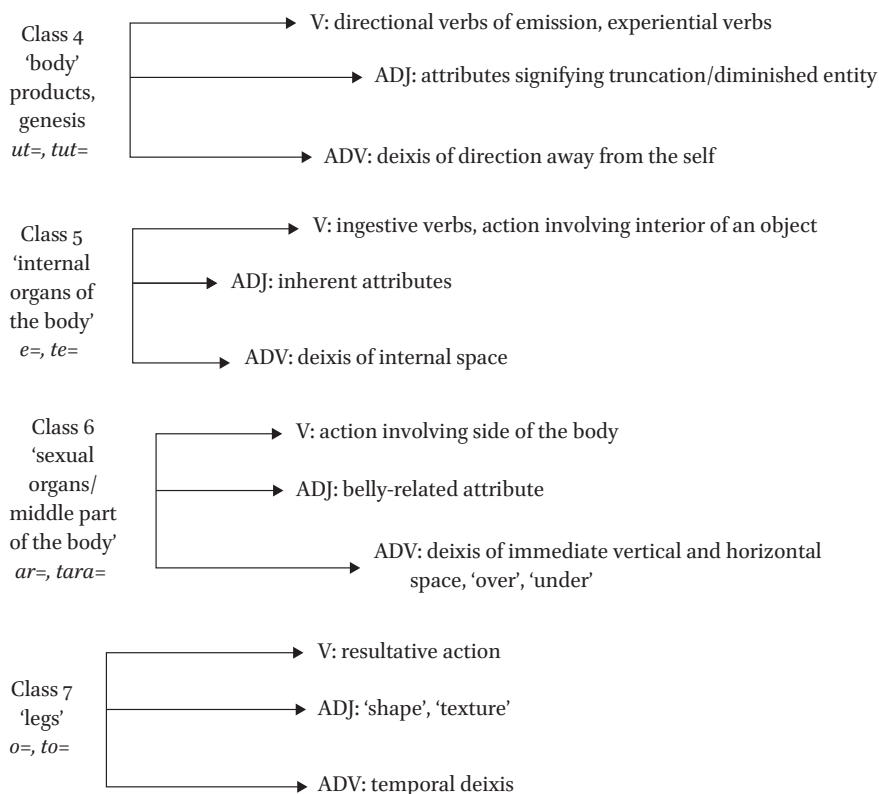 Class 4
‘body’
products,
genesis
ut=, tut=
V: directional verbs of emission, experiential verbs
ADJ: attributes signifying truncation/diminished entity
ADV: deixis of direction away from the self
Class 5
‘internal
organs of
the body’
e=, te=
V: ingestive verbs, action involving interior of an object
ADJ: inherent attributes
ADV: deixis of internal space
Class 6
‘sexual
organs/
middle part
of the body’
ar=, tara=
V: action involving side of the body
ADJ: belly-related attribute
ADV: deixis of immediate vertical and horizontal
space, ‘over’, ‘under’
Class 7
‘legs’
o=, to=
V: resultative action
ADJ: ‘shape’, ‘texture’
ADV: temporal deixis